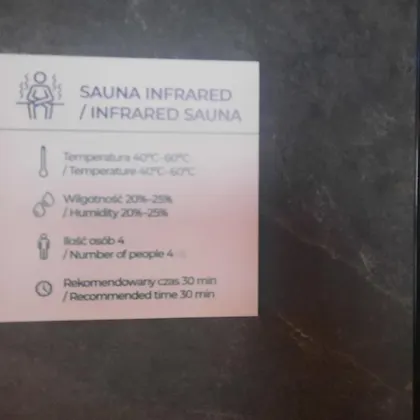 SAUNA INFRARED
/ INFRARED SAUNA
Temperatura 40°C-60°C
/ Temperature 40°C-60°C
Wilgotność 20%-25%
/ Humidity 20%-25%
Ilość osób 4
/ Number of people 4
Rekomendowany czas 30 min
/ Recommended time 30 min